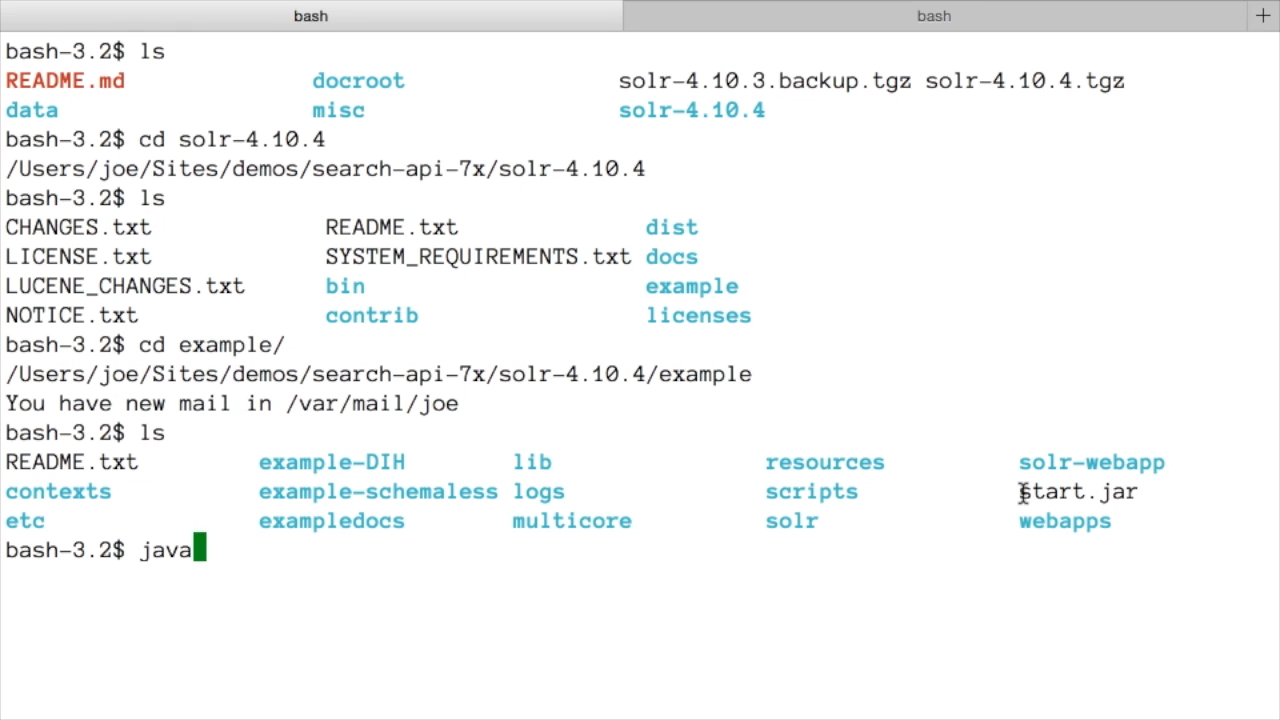 bash bash +
bash-3.2$ ls
README.md docroot solr-4.10.3.backup.tgz solr-4.10.4.tgz
data misc solr-4.10.4
bash-3.2$ cd solr-4.10.4
/Users/joe/Sites/demos/search-api-7x/solr-4.10.4
bash-3.2$ ls
CHANGES.txt README.txt dist
LICENSE.txt SYSTEM_REQUIREMENTS.txt docs
LUCENE_CHANGES.txt bin example
NOTICE.txt contrib licenses
bash-3.2$ cd example/
/Users/joe/Sites/demos/search-api-7x/solr-4.10.4/example
You have new mail in /var/mail/joe
bash-3.2$ ls
README.txt example-DIH lib resources solr-webapp
contexts example-schemaless logs scripts start.jar
etc exampledocs multicore solr webapps
bash-3.2$ java